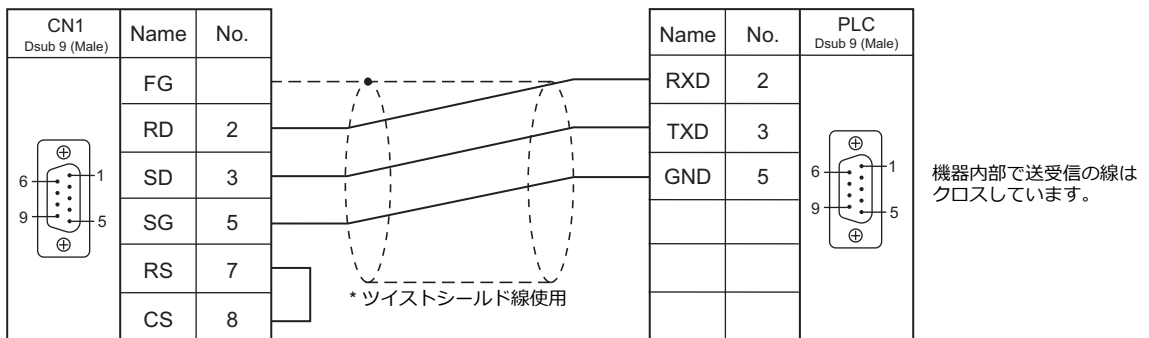 CN1
Dsub 9 (Male)
Name
No.
FG
RD
2
SD
3
SG
5
RS
7
CS
8
6
1
9
5
* ツイストシールド線使用
Name
No.
PLC
Dsub 9 (Male)
RXD
2
TXD
3
GND
5
6
1
9
5
機器内部で送受信の線は
クロスしています。